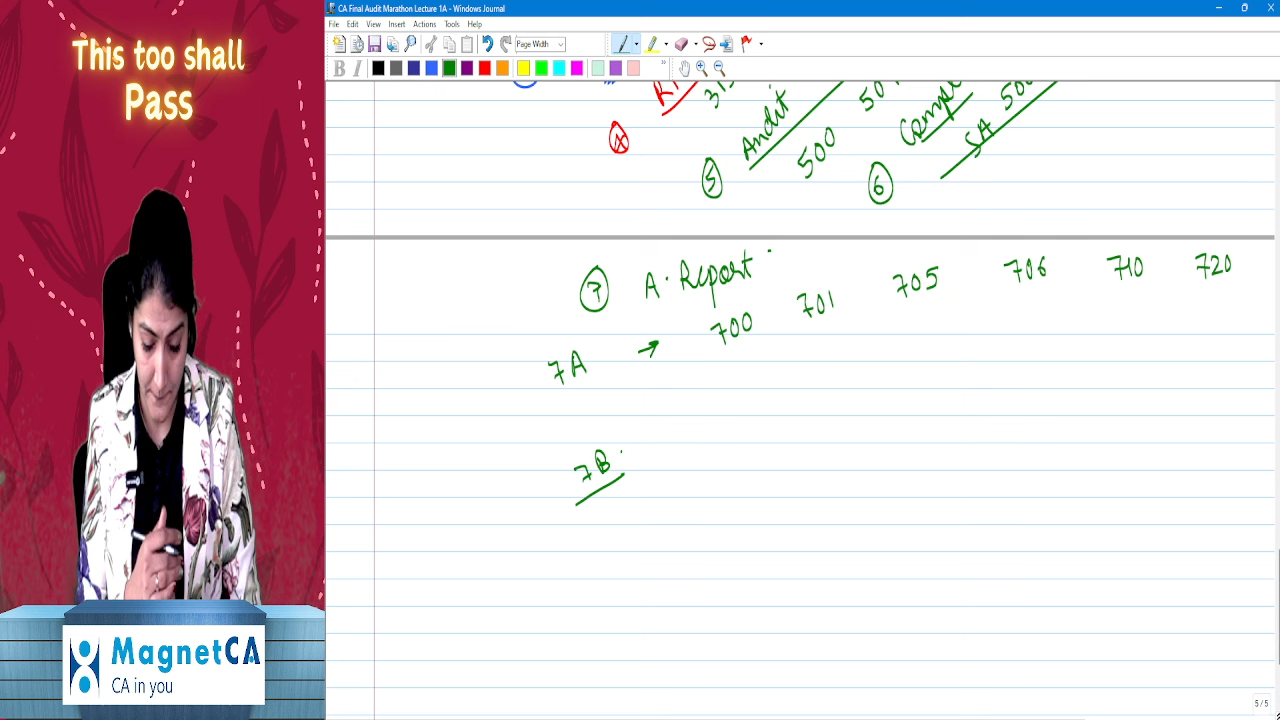 This too shall
Pass
CA Final Audit Marathon Lecture 1A - Windows Journal
File Edit View Insert Actions Tools Help
Page Width
B I
Audit
500
5
Compl
SA 500
6
7 A. Report
7A → 700 701 705 706 710 720
7B.
MagnetCA
CA in you
5/5